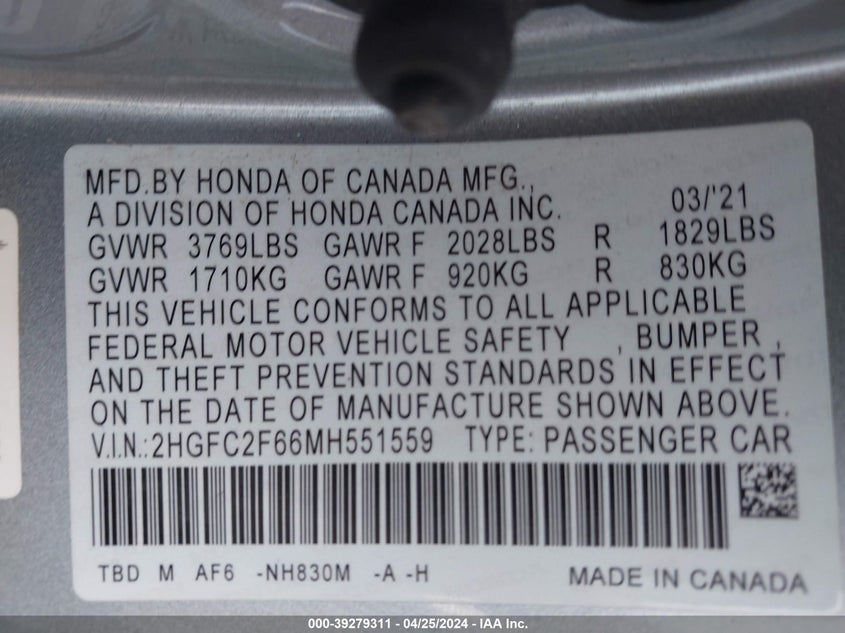 MFD.BY HONDA OF CANADA MFG.,
A DIVISION OF HONDA CANADA INC. 03/'21
GVWR 3769LBS GAWR F 2028LBS R 1829LBS
GVWR 1710KG GAWR F 920KG R 830KG
THIS VEHICLE CONFORMS TO ALL APPLICABLE
FEDERAL MOTOR VEHICLE SAFETY , BUMPER ,
AND THEFT PREVENTION STANDARDS IN EFFECT
ON THE DATE OF MANUFACTURE SHOWN ABOVE.
V.I.N.: 2HGFC2F66MH551559 TYPE: PASSENGER CAR
TBD M AF6 -NH830M -A -H MADE IN CANADA
000-39279311 / 04/25/2024 - IAA Inc.